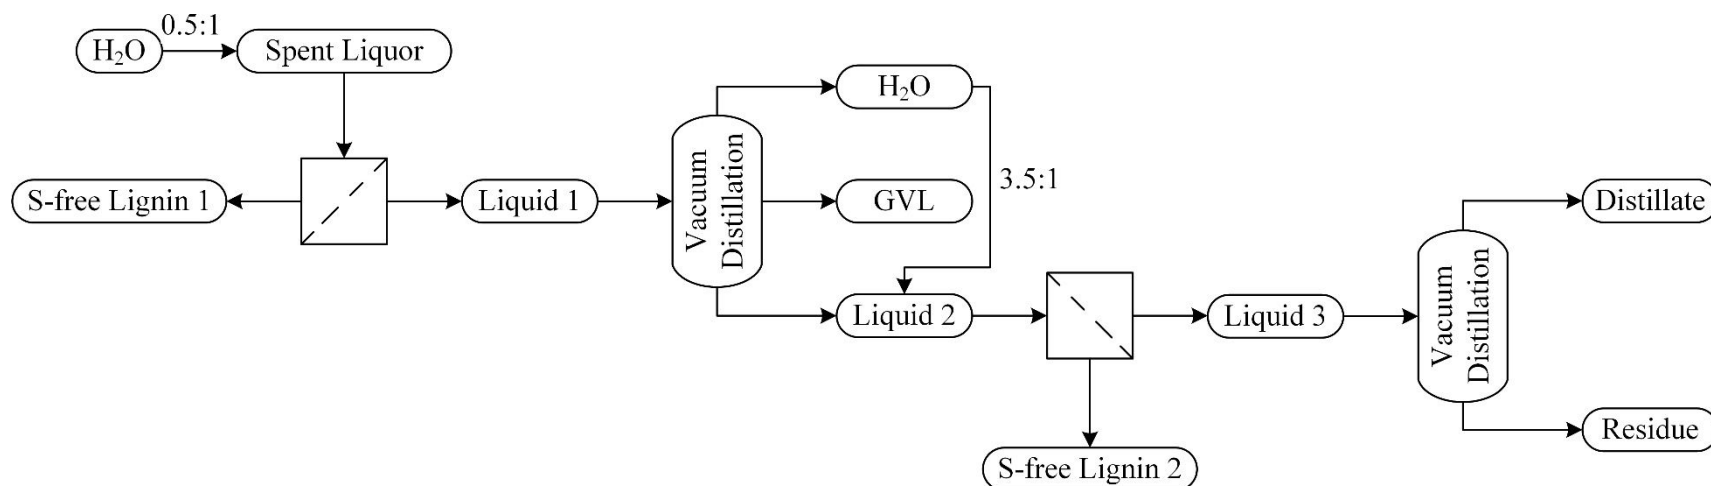 0.5:1
H₂O
Spent Liquor
H₂O
3.5:1
S-free Lignin 1
Liquid 1
Vacuum
Distillation
GVL
Distillate
Liquid 2
Liquid 3
Vacuum
Distillation
Residue
S-free Lignin 2